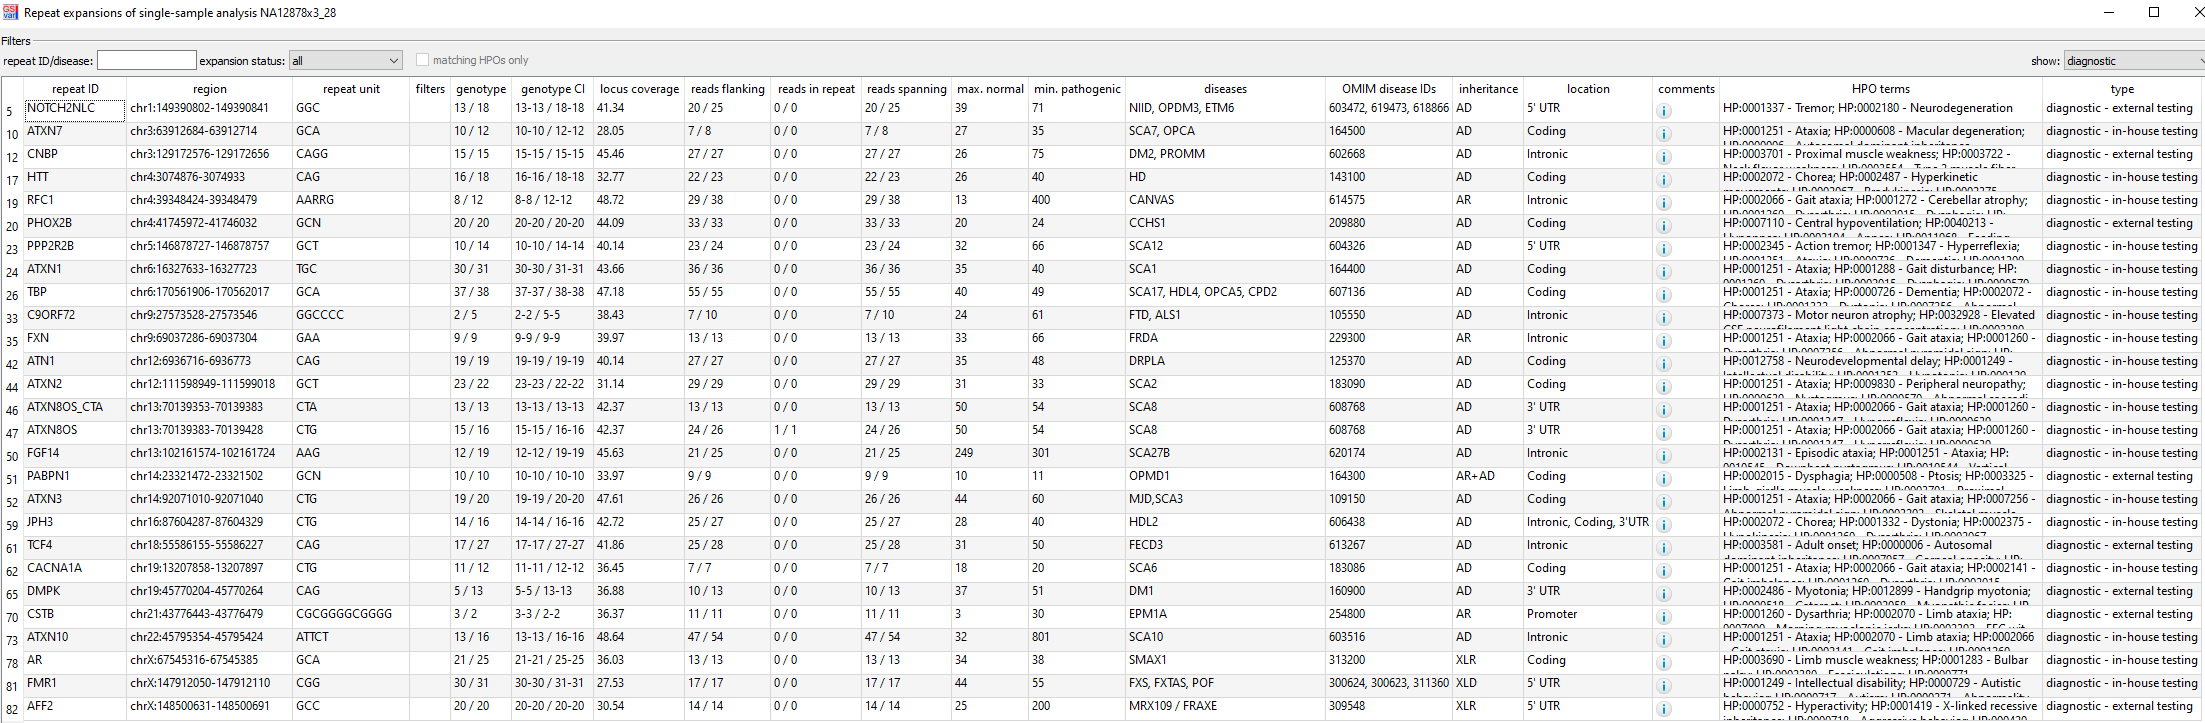 GS var Repeat expansions of single-sample analysis NA12878x3_28
Filters
repeat ID/disease: expansion status: all matching HPOs only show: diagnostic
repeat ID region repeat unit filters genotype genotype CI locus coverage reads flanking reads in repeat reads spanning max. normal min. pathogenic diseases OMIM disease IDs inheritance location comments HPO terms type
5 NOTCH2NLC chr1:149390802-149390841 GGC 13 / 18 13-13 / 18-18 41.34 20 / 25 0 / 0 20 / 25 39 71 NIID, OPDM3, ETM6 603472, 619473, 618866 AD 5' UTR HP:0001337 - Tremor; HP:0002180 - Neurodegeneration diagnostic - external testing
10 ATXN7 chr3:63912684-63912714 GCA 10 / 12 10-10 / 12-12 28.05 7 / 8 0 / 0 7 / 8 27 35 SCA7, OPCA 164500 AD Coding HP:0001251 - Ataxia; HP:0000608 - Macular degeneration; diagnostic - in-house testing
12 CNBP chr3:129172576-129172656 CAGG 15 / 15 15-15 / 15-15 45.46 27 / 27 0 / 0 27 / 27 26 75 DM2, PROMM 602668 AD Intronic HP:0003701 - Proximal muscle weakness; HP:0003722 - diagnostic - external testing
17 HTT chr4:3074876-3074933 CAG 16 / 18 16-16 / 18-18 32.77 22 / 23 0 / 0 22 / 23 26 40 HD 143100 AD Coding HP:0002072 - Chorea; HP:0002487 - Hyperkinetic diagnostic - in-house testing
19 RFC1 chr4:39348424-39348479 AARRG 8 / 12 8-8 / 12-12 48.72 29 / 38 0 / 0 29 / 38 13 400 CANVAS 614575 AR Intronic HP:0002066 - Gait ataxia; HP:0001272 - Cerebellar atrophy; diagnostic - in-house testing
20 PHOX2B chr4:41745972-41746032 GCN 20 / 20 20-20 / 20-20 44.09 33 / 33 0 / 0 33 / 33 20 24 CCHS1 209880 AD Coding HP:0007110 - Central hypoventilation; HP:0040213 - diagnostic - external testing
23 PPP2R2B chr5:146878727-146878757 GCT 10 / 14 10-10 / 14-14 40.14 23 / 24 0 / 0 23 / 24 32 66 SCA12 604326 AD 5' UTR HP:0002345 - Action tremor; HP:0001347 - Hyperreflexia; diagnostic - in-house testing
24 ATXN1 chr6:16327633-16327723 TGC 30 / 31 30-30 / 31-31 43.66 36 / 36 0 / 0 36 / 36 35 40 SCA1 164400 AD Coding HP:0001251 - Ataxia; HP:0001288 - Gait disturbance; HP: diagnostic - in-house testing
26 TBP chr6:170561906-170562017 GCA 37 / 38 37-37 / 38-38 47.18 55 / 55 0 / 0 55 / 55 40 49 SCA17, HDL4, OPCA5, CPD2 607136 AD Coding HP:0001251 - Ataxia; HP:0000726 - Dementia; HP:0002072 - diagnostic - in-house testing
33 C9ORF72 chr9:27573528-27573546 GGCCCC 2 / 5 2-2 / 5-5 38.43 7 / 10 0 / 0 7 / 10 24 61 FTD, ALS1 105550 AD Intronic HP:0007373 - Motor neuron atrophy; HP:0032928 - Elevated diagnostic - in-house testing
35 FXN chr9:69037286-69037304 GAA 9 / 9 9-9 / 9-9 39.97 13 / 13 0 / 0 13 / 13 33 66 FRDA 229300 AR Intronic HP:0001251 - Ataxia; HP:0002066 - Gait ataxia; HP:0001260 - diagnostic - in-house testing
42 ATN1 chr12:6936716-6936773 CAG 19 / 19 19-19 / 19-19 40.14 27 / 27 0 / 0 27 / 27 35 48 DRPLA 125370 AD Coding HP:0012758 - Neurodevelopmental delay; HP:0001249 - diagnostic - in-house testing
44 ATXN2 chr12:111598949-111599018 GCT 23 / 22 23-23 / 22-22 31.14 29 / 29 0 / 0 29 / 29 31 33 SCA2 183090 AD Coding HP:0001251 - Ataxia; HP:0009830 - Peripheral neuropathy; diagnostic - in-house testing
46 ATXN8OS_CTA chr13:70139353-70139383 CTA 13 / 13 13-13 / 13-13 42.37 13 / 13 0 / 0 13 / 13 50 54 SCA8 608768 AD 3' UTR HP:0001251 - Ataxia; HP:0002066 - Gait ataxia; HP:0001260 - diagnostic - in-house testing
47 ATXN8OS chr13:70139383-70139428 CTG 15 / 16 15-15 / 16-16 42.37 24 / 26 1 / 1 24 / 26 50 54 SCA8 608768 AD 3' UTR HP:0001251 - Ataxia; HP:0002066 - Gait ataxia; HP:0001260 - diagnostic - in-house testing
50 FGF14 chr13:102161574-102161724 AAG 12 / 19 12-12 / 19-19 45.63 21 / 25 0 / 0 21 / 25 249 301 SCA27B 620174 AD Intronic HP:0002131 - Episodic ataxia; HP:0001251 - Ataxia; HP: diagnostic - in-house testing
51 PABPN1 chr14:23321472-23321502 GCN 10 / 10 10-10 / 10-10 33.97 9 / 9 0 / 0 9 / 9 10 11 OPMD1 164300 AR+AD Coding HP:0002015 - Dysphagia; HP:0000508 - Ptosis; HP:0003325 - diagnostic - external testing
52 ATXN3 chr14:92071010-92071040 CTG 19 / 20 19-19 / 20-20 47.61 26 / 26 0 / 0 26 / 26 44 60 MJD,SCA3 109150 AD Coding HP:0001251 - Ataxia; HP:0002066 - Gait ataxia; HP:0007256 - diagnostic - in-house testing
59 JPH3 chr16:87604287-87604329 CTG 14 / 16 14-14 / 16-16 42.72 25 / 27 0 / 0 25 / 27 28 40 HDL2 606438 AD Intronic, Coding, 3'UTR HP:0002072 - Chorea; HP:0001332 - Dystonia; HP:0002375 - diagnostic - external testing
61 TCF4 chr18:55586155-55586227 CAG 17 / 27 17-17 / 27-27 41.86 25 / 28 0 / 0 25 / 28 31 50 FECD3 613267 AD Intronic HP:0003581 - Adult onset; HP:0000006 - Autosomal diagnostic - external testing
62 CACNA1A chr19:13207858-13207897 CTG 11 / 12 11-11 / 12-12 36.45 7 / 7 0 / 0 7 / 7 18 20 SCA6 183086 AD Coding HP:0001251 - Ataxia; HP:0002066 - Gait ataxia; HP:0002141 - diagnostic - in-house testing
65 DMPK chr19:45770204-45770264 CAG 5 / 13 5-5 / 13-13 36.88 10 / 13 0 / 0 10 / 13 37 51 DM1 160900 AD 3' UTR HP:0002486 - Myotonia; HP:0012899 - Handgrip myotonia; diagnostic - in-house testing
70 CSTB chr21:43776443-43776479 CGCGGGGCGGGG 3 / 2 3-3 / 2-2 36.37 11 / 11 0 / 0 11 / 11 3 30 EPM1A 254800 AR Promoter HP:0001260 - Dysarthria; HP:0002070 - Limb ataxia; HP: diagnostic - external testing
73 ATXN10 chr22:45795354-45795424 ATTCT 13 / 16 13-13 / 16-16 48.64 47 / 54 0 / 0 47 / 54 32 801 SCA10 603516 AD Intronic HP:0001251 - Ataxia; HP:0002070 - Limb ataxia; HP:0002066 diagnostic - in-house testing
78 AR chrX:67545316-67545385 GCA 21 / 25 21-21 / 25-25 36.03 13 / 13 0 / 0 13 / 13 34 38 SMAX1 313200 XLR Coding HP:0003690 - Limb muscle weakness; HP:0001283 - Bulbar diagnostic - in-house testing
81 FMR1 chrX:147912050-147912110 CGG 30 / 31 30-30 / 31-31 27.53 17 / 17 0 / 0 17 / 17 44 55 FXS, FXTAS, POF 300624, 300623, 311360 XLD 5' UTR HP:0001249 - Intellectual disability; HP:0000729 - Autistic diagnostic - in-house testing
82 AFF2 chrX:148500631-148500691 GCC 20 / 20 20-20 / 20-20 30.54 14 / 14 0 / 0 14 / 14 25 200 MRX109 / FRAXE 309548 XLR 5' UTR HP:0000752 - Hyperactivity; HP:0001419 - X-linked recessive diagnostic - external testing